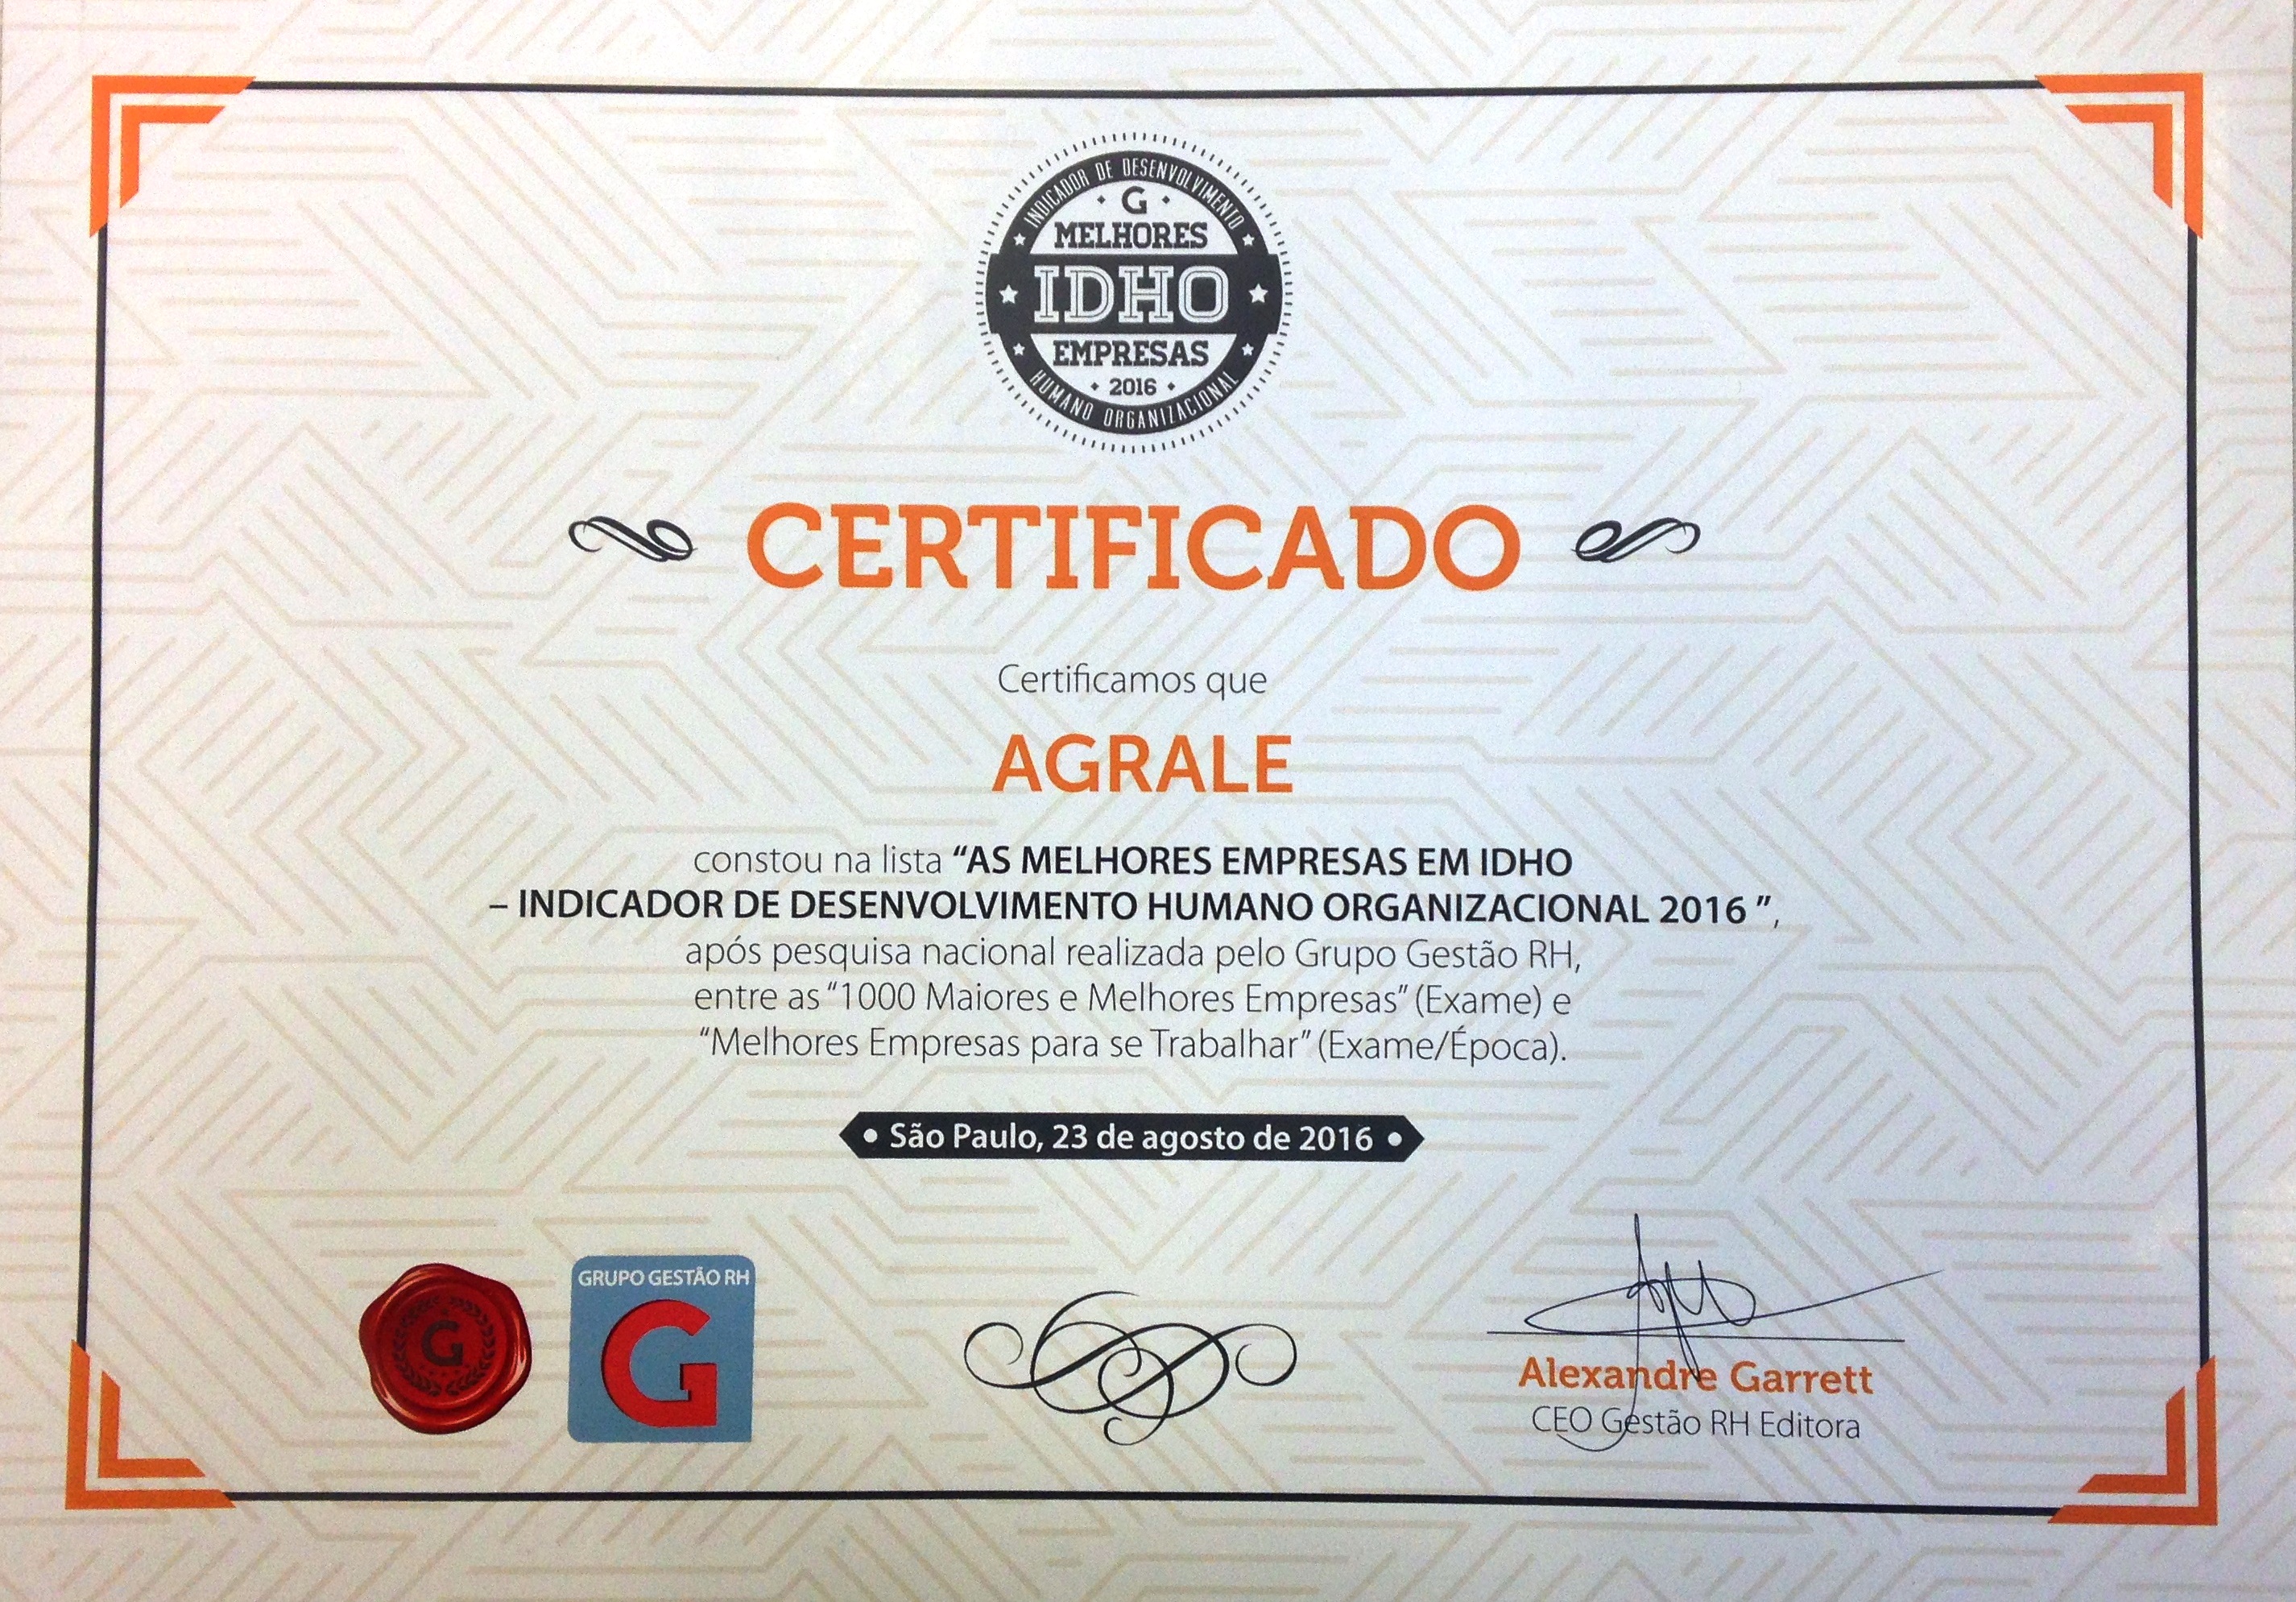 INDICADOR DE DESENVOLVIMENTO
G
MELHORES
IDHO
EMPRESAS
2016
HUMANO ORGANIZACIONAL
CERTIFICADO
Certificamos que
AGRALE
constou na lista “AS MELHORES EMPRESAS EM IDHO
– INDICADOR DE DESENVOLVIMENTO HUMANO ORGANIZACIONAL 2016 ”,
após pesquisa nacional realizada pelo Grupo Gestão RH,
entre as “1000 Maiores e Melhores Empresas” (Exame) e
“Melhores Empresas para se Trabalhar” (Exame/Época).
• São Paulo, 23 de agosto de 2016 •
G
GRUPO GESTÃO RH
G
Alexandre Garrett
CEO Gestão RH Editora